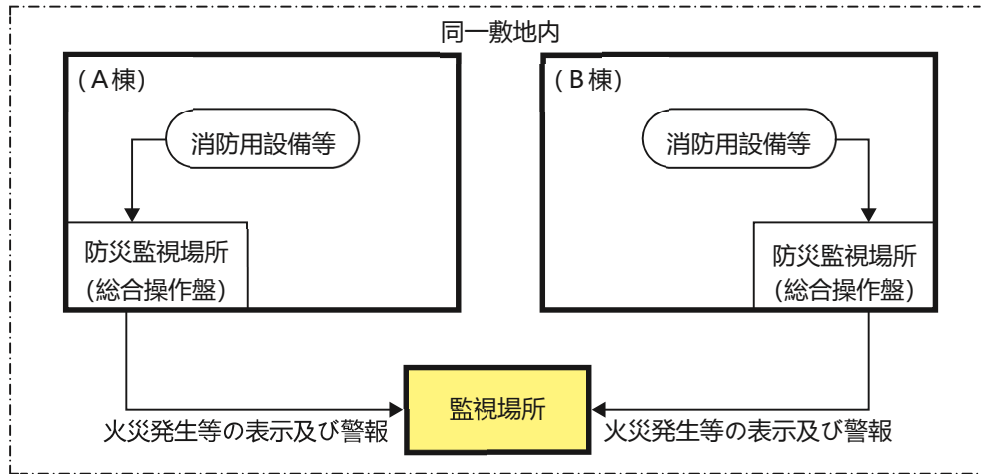 同一敷地内
(A棟)
消防用設備等
防災監視場所
(総合操作盤)
(B棟)
消防用設備等
防災監視場所
(総合操作盤)
監視場所
火災発生等の表示及び警報
火災発生等の表示及び警報